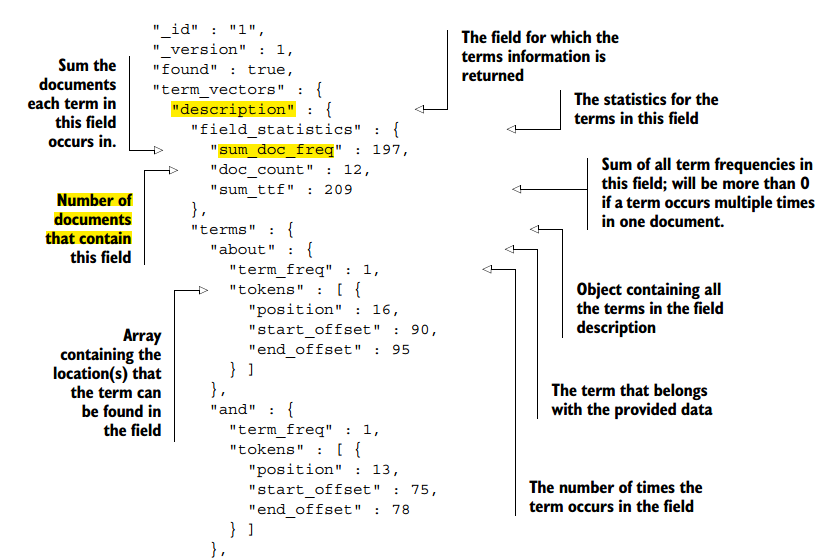 "_id" : "1",
"_version" : 1,
"found" : true,
"term_vectors" : {
"description" : {
"field_statistics" : {
"sum_doc_freq" : 197,
"doc_count" : 12,
"sum_ttf" : 209
},
"terms" : {
"about" : {
"term_freq" : 1,
"tokens" : [ {
"position" : 16,
"start_offset" : 90,
"end_offset" : 95
} ]
},
"and" : {
"term_freq" : 1,
"tokens" : [ {
"position" : 13,
"start_offset" : 75,
"end_offset" : 78
} ]
},
Sum the
documents
each term in
this field
occurs in.
Number of
documents
that contain
this field
Array
containing the
location(s) that
the term can
be found in
the field
The field for which the
terms information is
returned
The statistics for the
terms in this field
Sum of all term frequencies in
this field; will be more than 0
if a term occurs multiple times
in one document.
Object containing all
the terms in the field
description
The term that belongs
with the provided data
The number of times the
term occurs in the field